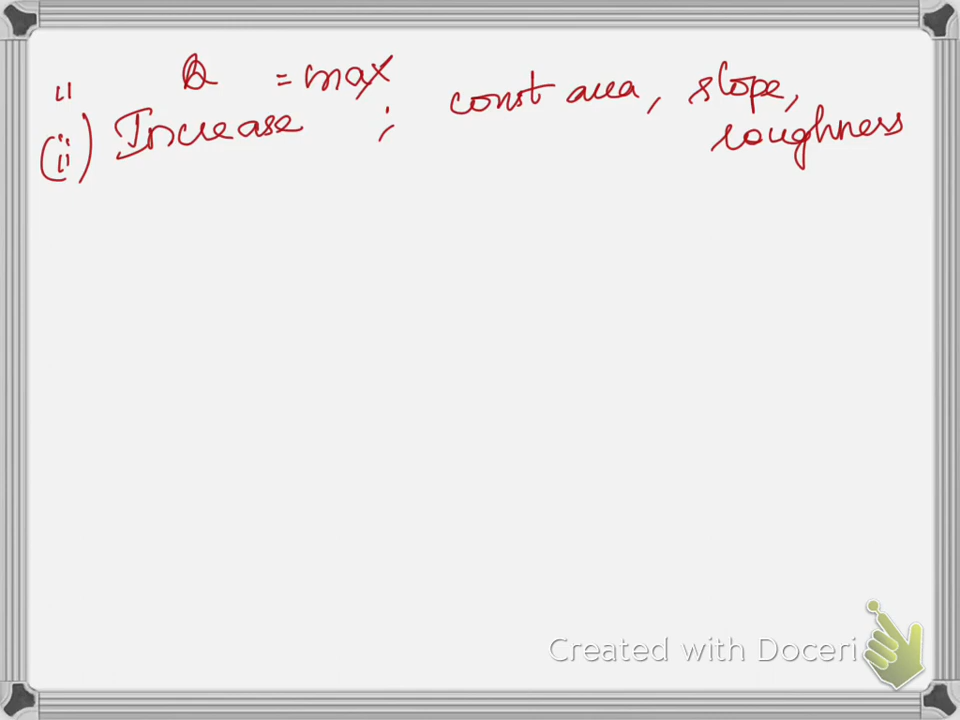 (i) Q = max ; const area, slope,
(ii) Increase roughness
Created with Doceri